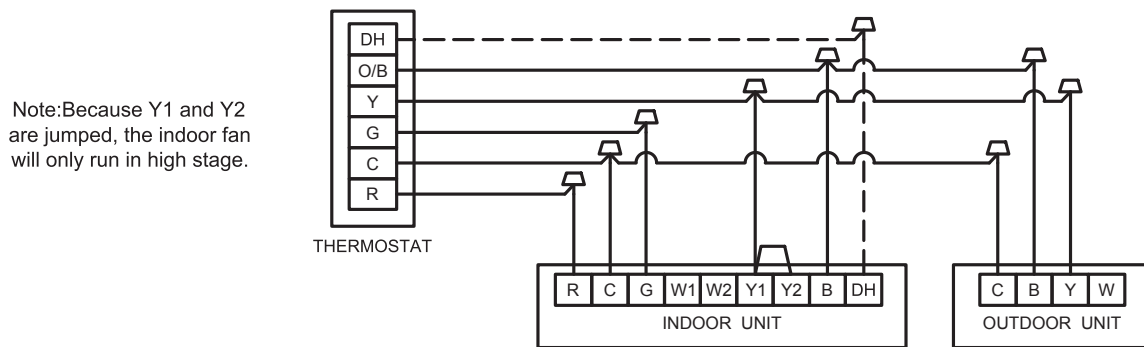 Note:Because Y1 and Y2
are jumped, the indoor fan
will only run in high stage.
DH
O/B
Y
G
C
R
THERMOSTAT
R C G W1 W2 Y1 Y2 B DH
INDOOR UNIT
C B Y W
OUTDOOR UNIT